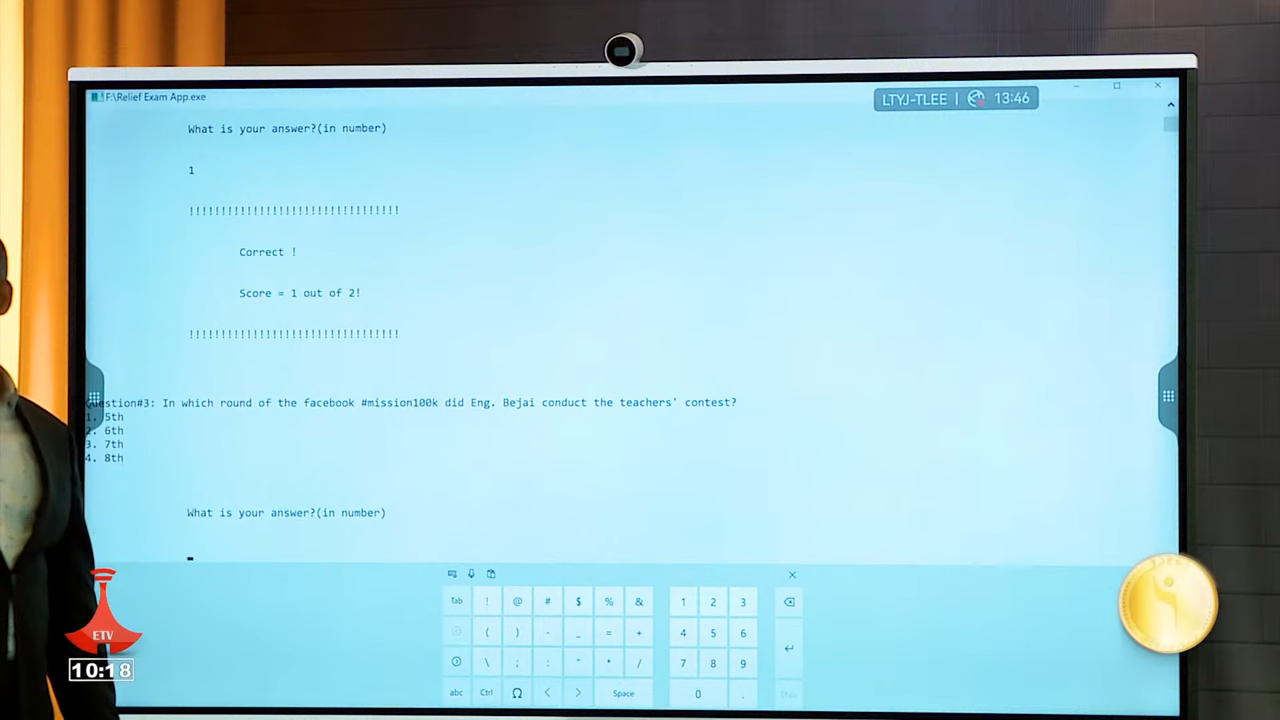 F:\Relief Exam App.exe
LTYJ-TLEE | 13:46
What is your answer?(in number)
1
!!!!!!!!!!!!!!!!!!!!!!!!!!!!!!!!!
Correct !
Score = 1 out of 2!
!!!!!!!!!!!!!!!!!!!!!!!!!!!!!!!!!
Question#3: In which round of the facebook #mission100k did Eng. Bejai conduct the teachers' contest?
1. 5th
2. 6th
3. 7th
4. 8th
What is your answer?(in number)
Tab ! @ # $ % & 1 2 3
( ) - _ = + 4 5 6
\ ; : " * / 7 8 9
abc Ctrl Ω < > Space 0 .
ETV
10:18